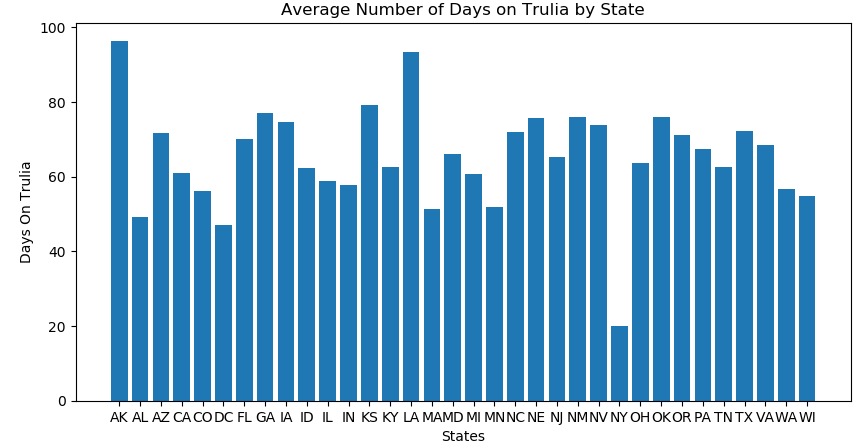 Average Number of Days on Trulia by State
100
80
60
40
20
0
Days On Trulia
AK AL AZ CA CO DC FL GA IA ID IL IN KS KY LA MA MD MI MN NC NE NJ NM NV NY OH OK OR PA TN TX VA WA WI
States